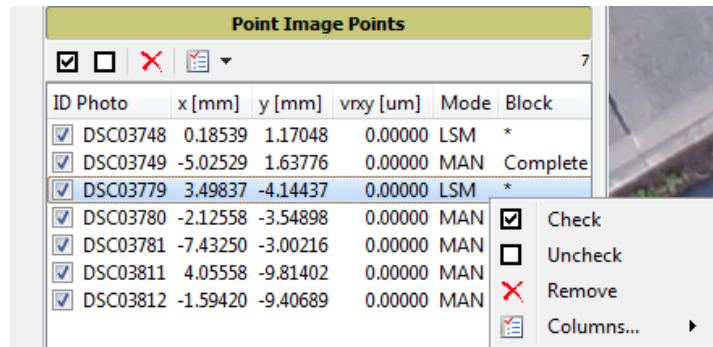 Point Image Points
7
ID Photo x [mm] y [mm] vrxy [um] Mode Block
DSC03748 0.18539 1.17048 0.00000 LSM *
DSC03749 -5.02529 1.63776 0.00000 MAN Complete
DSC03779 3.49837 -4.14437 0.00000 LSM *
DSC03780 -2.12558 -3.54898 0.00000 MAN
DSC03781 -7.43250 -3.00216 0.00000 MAN
DSC03811 4.05558 -9.81402 0.00000 MAN
DSC03812 -1.59420 -9.40689 0.00000 MAN
Check
Uncheck
Remove
Columns...